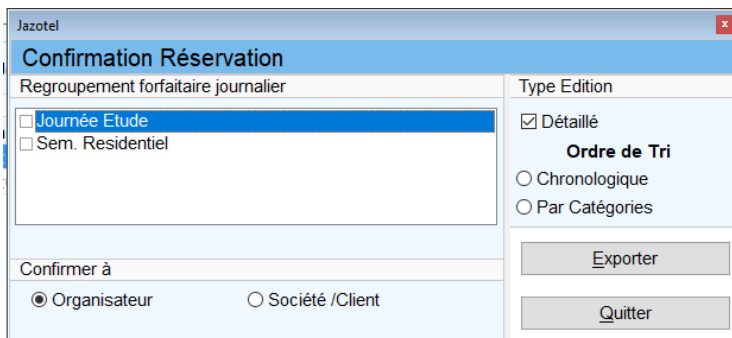 Jazotel
Confirmation Réservation
Regroupement forfaitaire journalier
Journée Etude
Sem. Residentiel
Confirmer à
Organisateur
Société /Client
Type Edition
Détaillé
Ordre de Tri
Chronologique
Par Catégories
Exporter
Quitter